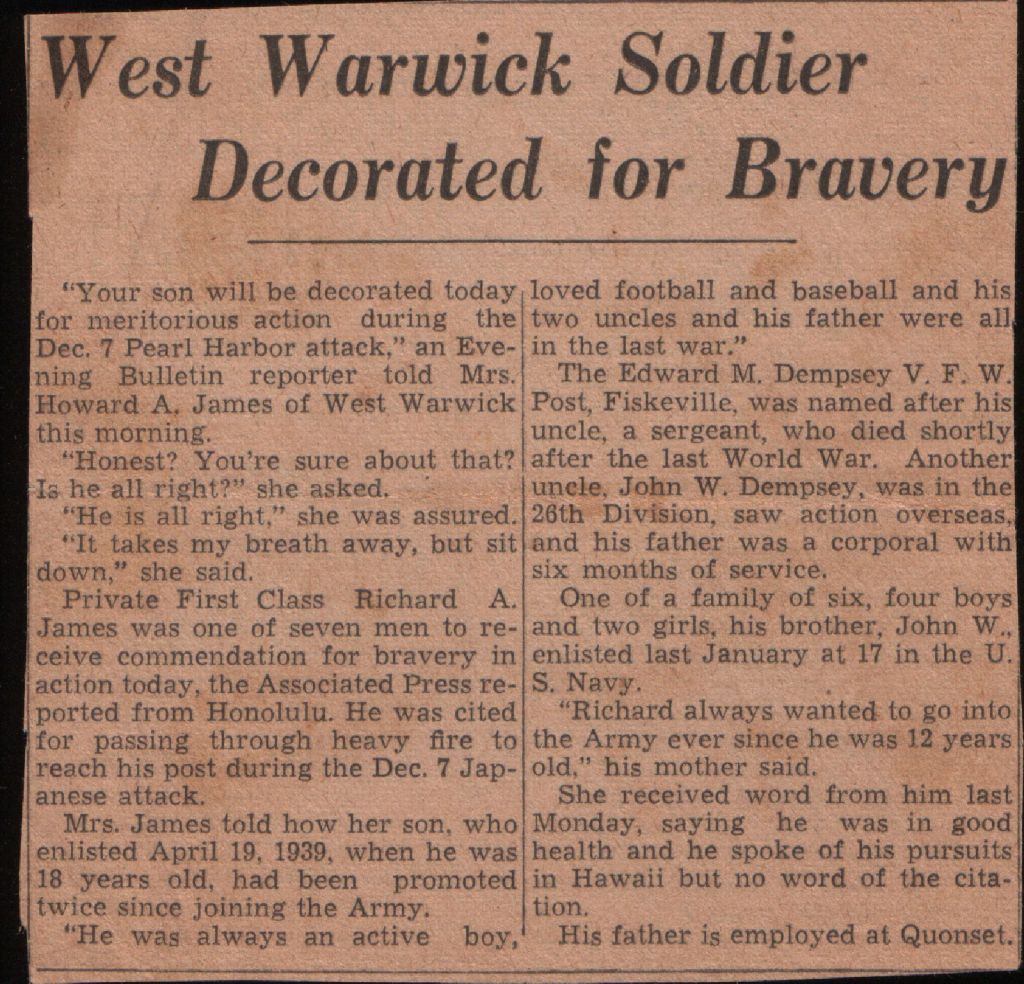 West Warwick Soldier
Decorated for Bravery
"Your son will be decorated today
for meritorious action during the
Dec. 7 Pearl Harbor attack," an Eve-
ning Bulletin reporter told Mrs.
Howard A. James of West Warwick
this morning.
"Honest? You're sure about that?
Is he all right?" she asked.
"He is all right," she was assured.
"It takes my breath away, but sit
down," she said.
Private First Class Richard A.
James was one of seven men to re-
ceive commendation for bravery in
action today, the Associated Press re-
ported from Honolulu. He was cited
for passing through heavy fire to
reach his post during the Dec. 7 Jap-
anese attack.
Mrs. James told how her son, who
enlisted April 19, 1939, when he was
18 years old, had been promoted
twice since joining the Army.
"He was always an active boy,
loved football and baseball and his
two uncles and his father were all
in the last war."
The Edward M. Dempsey V. F. W.
Post, Fiskeville, was named after his
uncle, a sergeant, who died shortly
after the last World War. Another
uncle, John W. Dempsey, was in the
26th Division, saw action overseas,
and his father was a corporal with
six months of service.
One of a family of six, four boys
and two girls, his brother, John W.,
enlisted last January at 17 in the U.
S. Navy.
"Richard always wanted to go into
the Army ever since he was 12 years
old," his mother said.
She received word from him last
Monday, saying he was in good
health and he spoke of his pursuits
in Hawaii but no word of the cita-
tion.
His father is employed at Quonset.